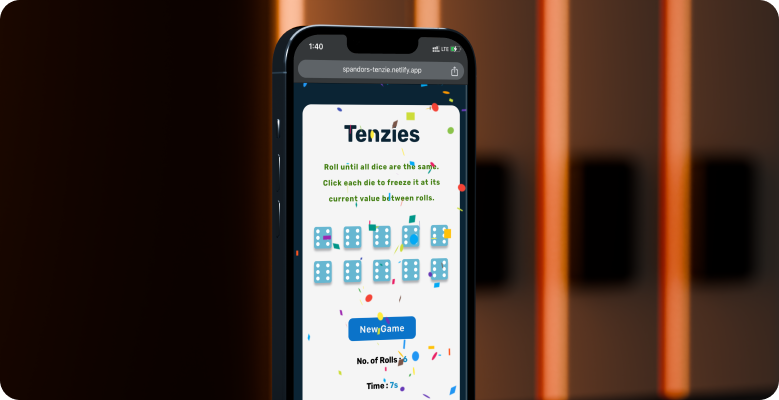 1:40
LTE
spandors-tenzie.netlify.app
Tenzies
Roll until all dice are the same.
Click each die to freeze it at its
current value between rolls.
New Game
No. of Rolls : 6
Time : 7s